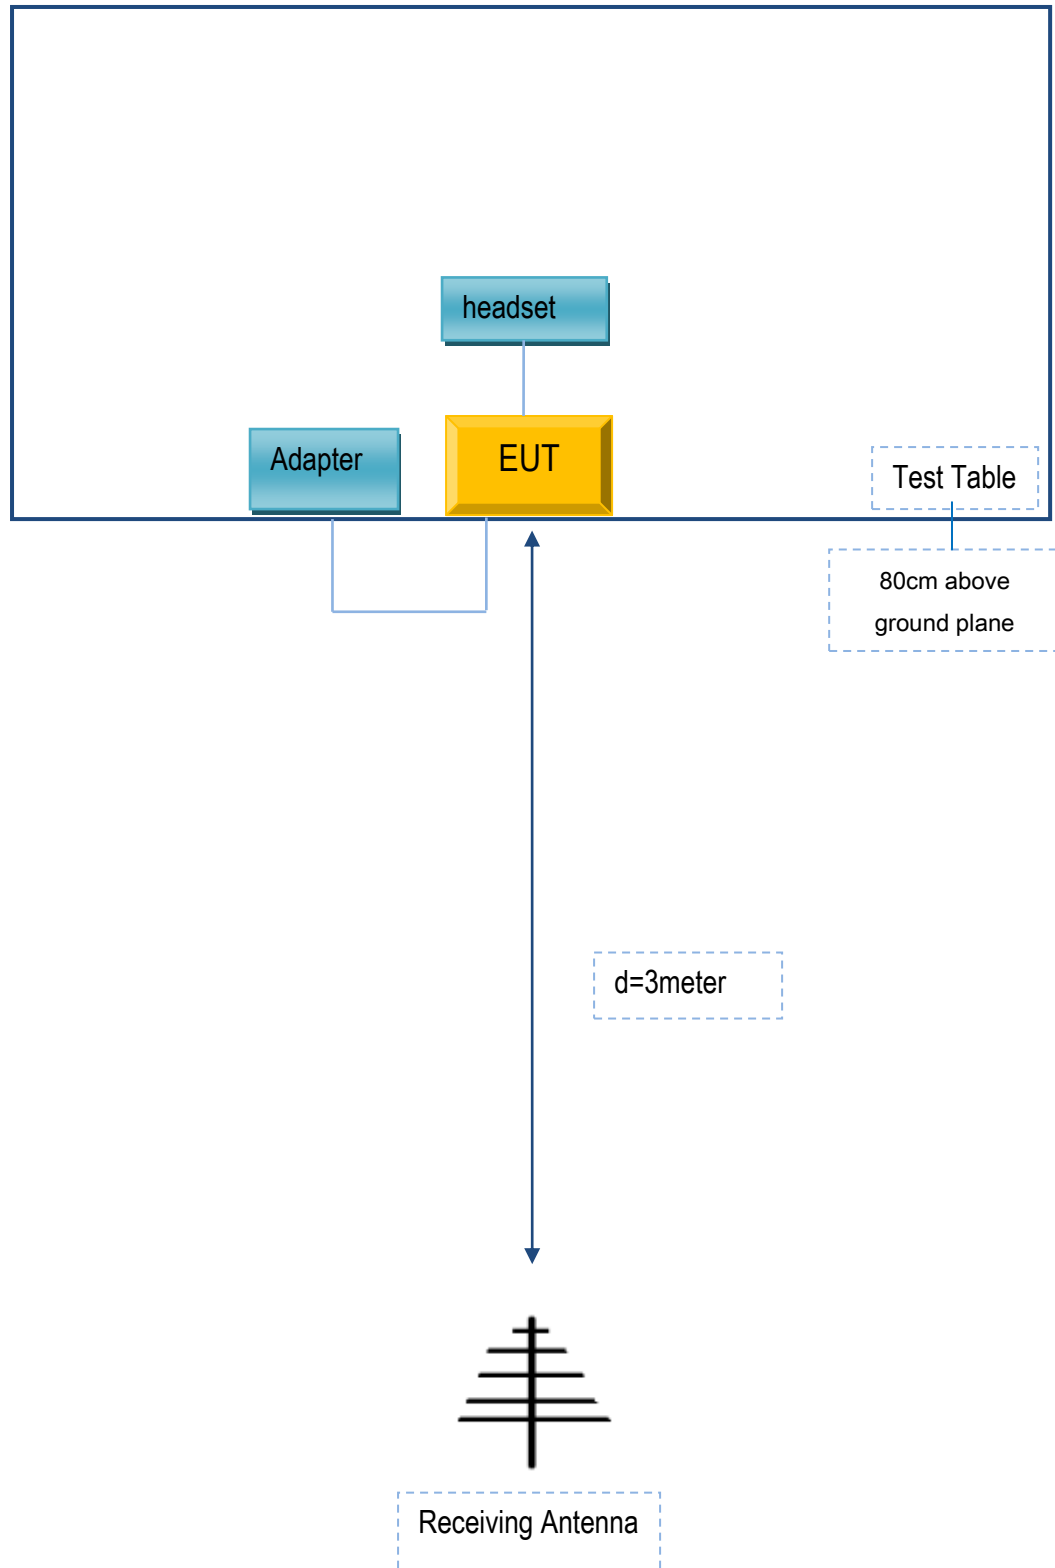 headset
Adapter
EUT
Test Table
80cm above
ground plane
d=3meter
Receiving Antenna